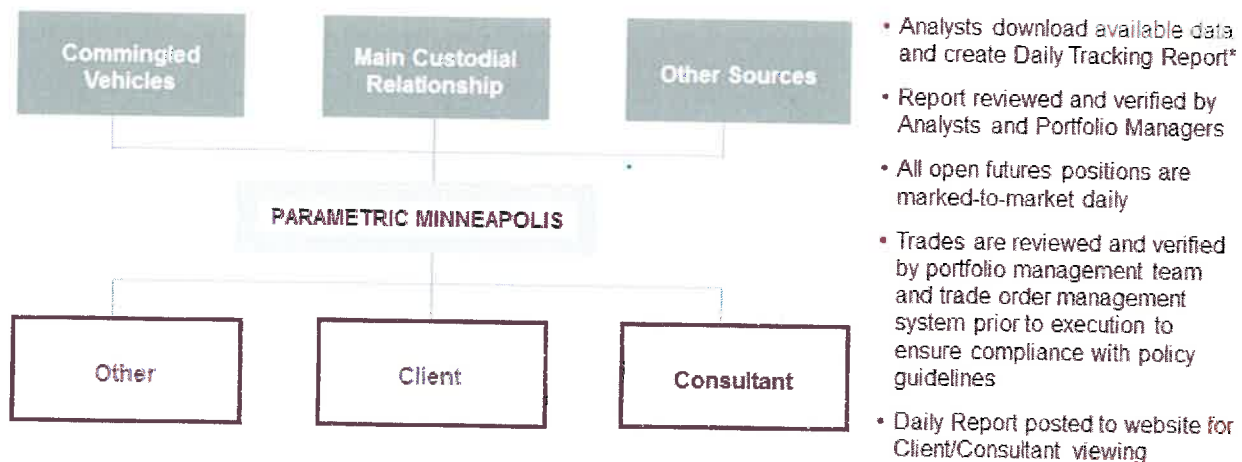 Commingled
Vehicles
Main Custodial
Relationship
Other Sources
PARAMETRIC MINNEAPOLIS
Other
Client
Consultant
• Analysts download available data
and create Daily Tracking Report*
• Report reviewed and verified by
Analysts and Portfolio Managers
• All open futures positions are
marked-to-market daily
• Trades are reviewed and verified
by portfolio management team
and trade order management
system prior to execution to
ensure compliance with policy
guidelines
• Daily Report posted to website for
Client/Consultant viewing